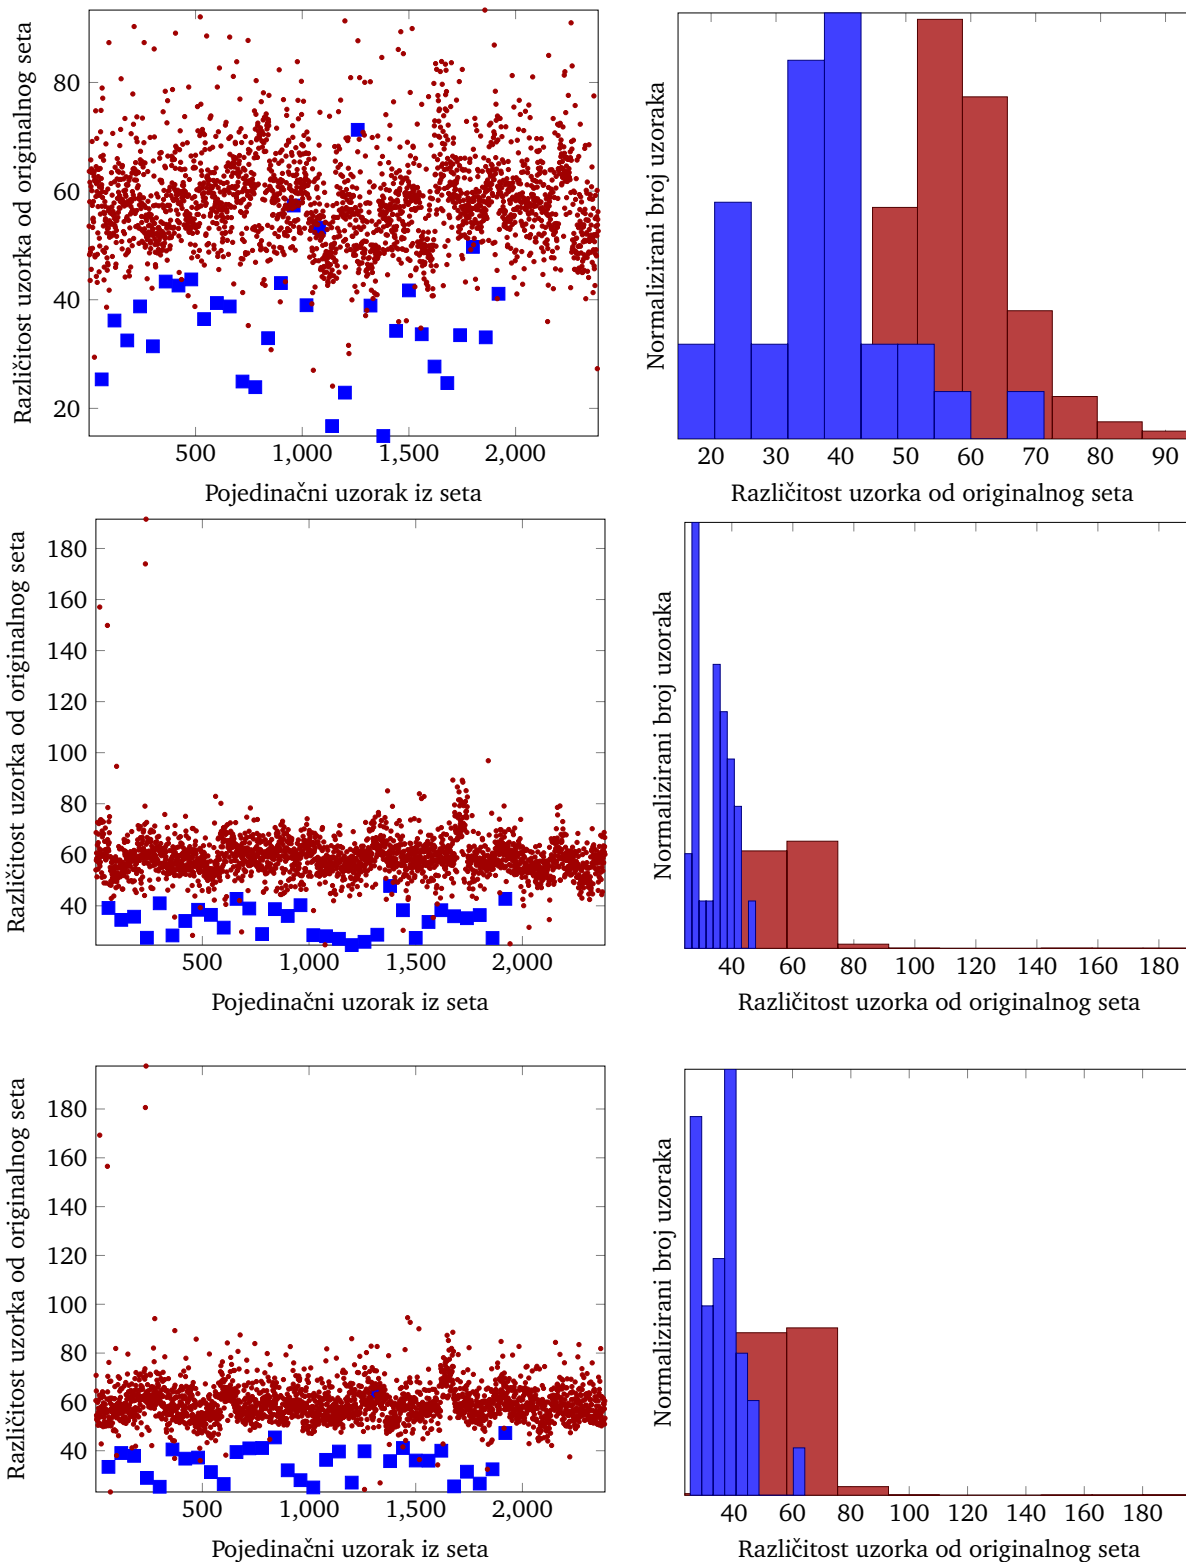 Različitost uzorka od originalnog seta
80
60
40
20
500 1,000 1,500 2,000
Pojedinačni uzorak iz seta
Normalizirani broj uzoraka
20 30 40 50 60 70 80 90
Različitost uzorka od originalnog seta
Različitost uzorka od originalnog seta
180
160
140
120
100
80
60
40
500 1,000 1,500 2,000
Pojedinačni uzorak iz seta
Normalizirani broj uzoraka
40 60 80 100 120 140 160 180
Različitost uzorka od originalnog seta
Različitost uzorka od originalnog seta
180
160
140
120
100
80
60
40
500 1,000 1,500 2,000
Pojedinačni uzorak iz seta
Normalizirani broj uzoraka
40 60 80 100 120 140 160 180
Različitost uzorka od originalnog seta